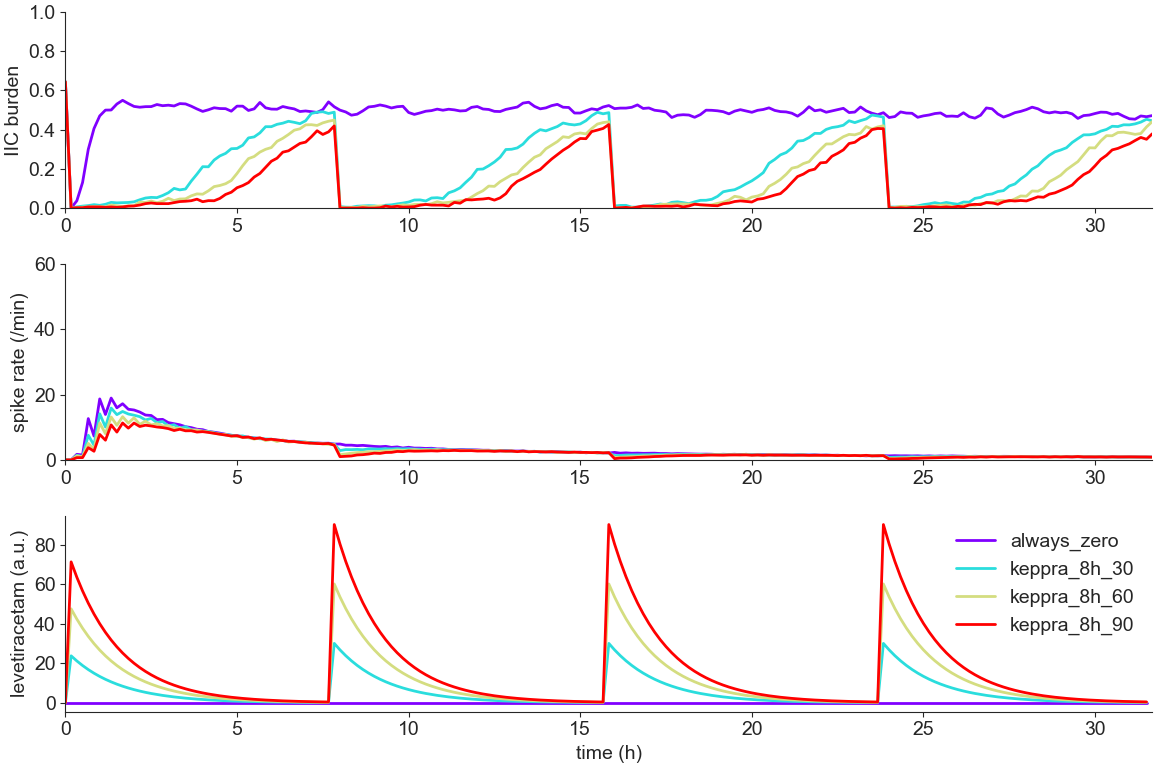 1.0
0.8
0.6
0.4
0.2
0.0
IIC burden
0 5 10 15 20 25 30
60
40
20
0
spike rate (/min)
0 5 10 15 20 25 30
80
60
40
20
0
levetiracetam (a.u.)
always_zero
keppra_8h_30
keppra_8h_60
keppra_8h_90
0 5 10 15 20 25 30
time (h)